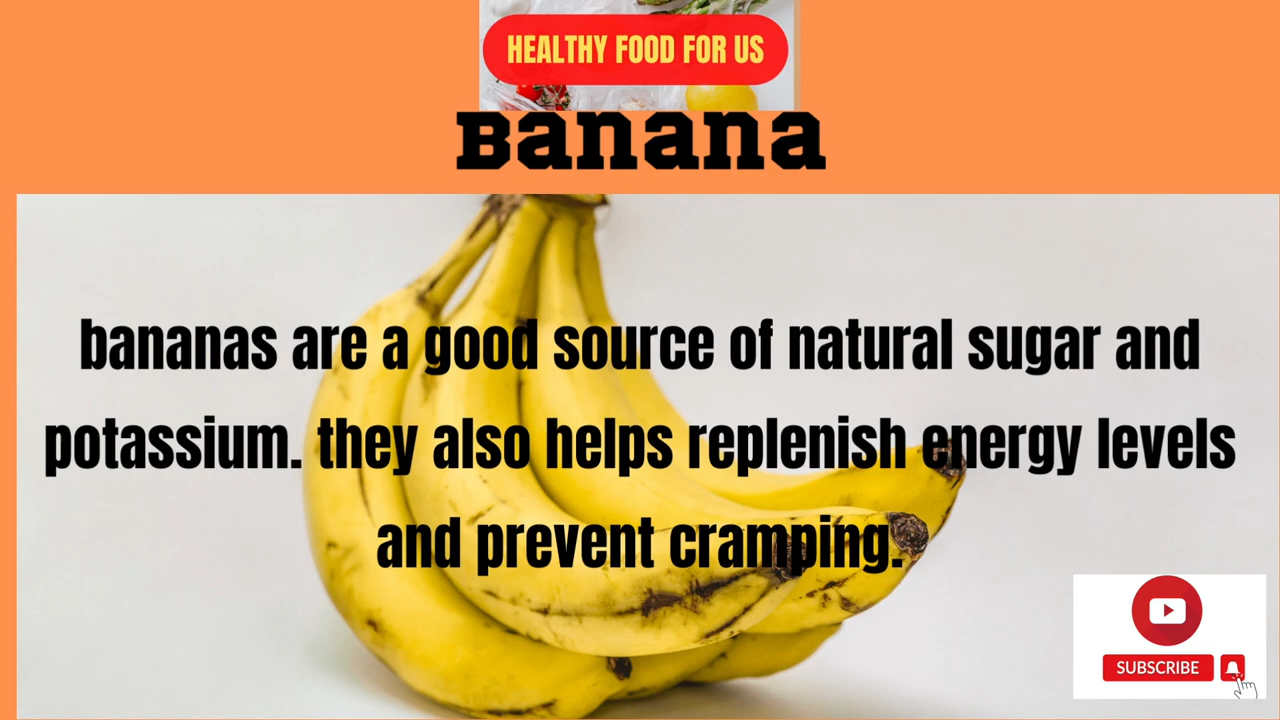 HEALTHY FOOD FOR US
Banana
bananas are a good source of natural sugar and
potassium. they also helps replenish energy levels
and prevent cramping.
SUBSCRIBE